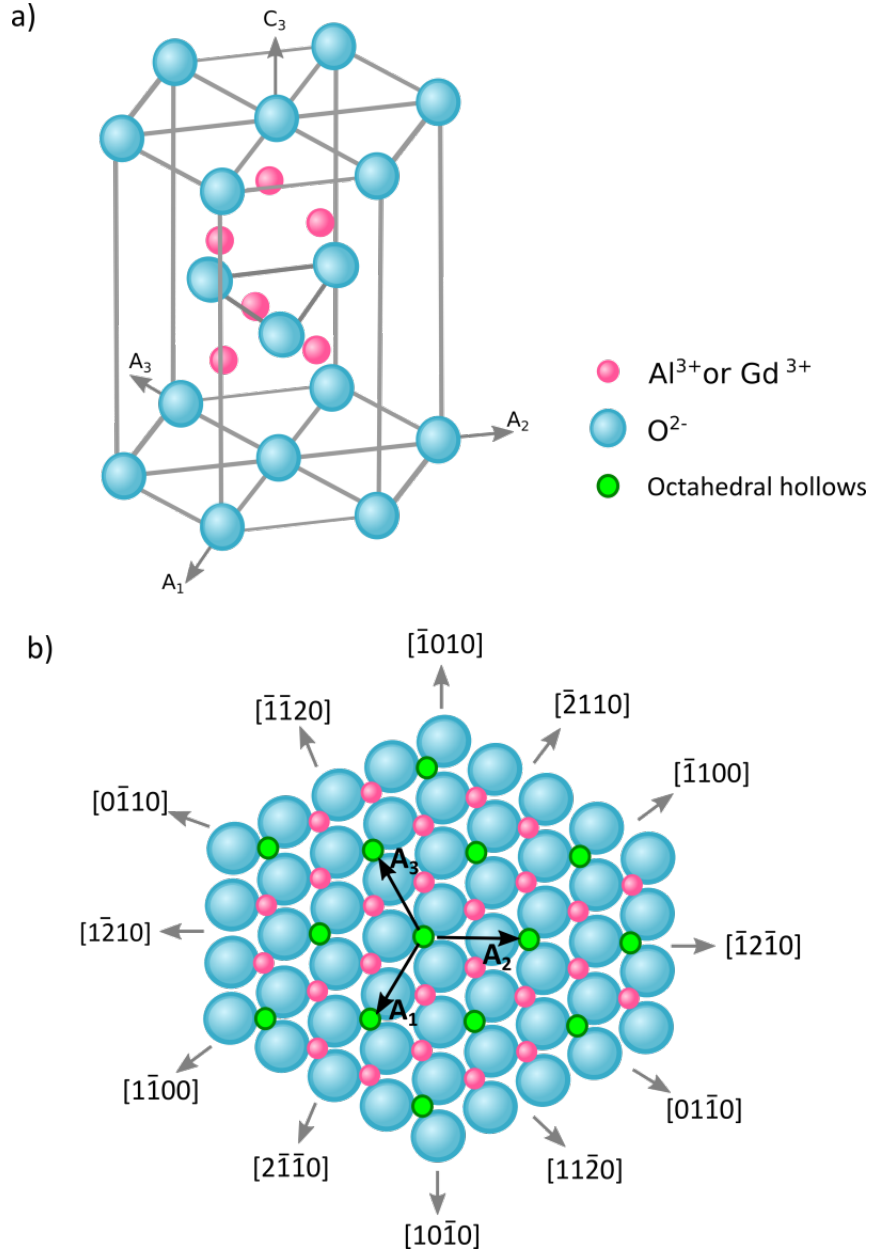 a)
C₃
A₃
A₂
A₁
Al³⁺or Gd ³⁺
O²⁻
Octahedral hollows
b)
[1̄010]
[1̄1̄20]
[2̄110]
[01̄10]
[1̄100]
A₃
[12̄10]
A₂
[1̄21̄0]
A₁
[11̄00]
[011̄0]
[21̄1̄0]
[112̄0]
[101̄0]